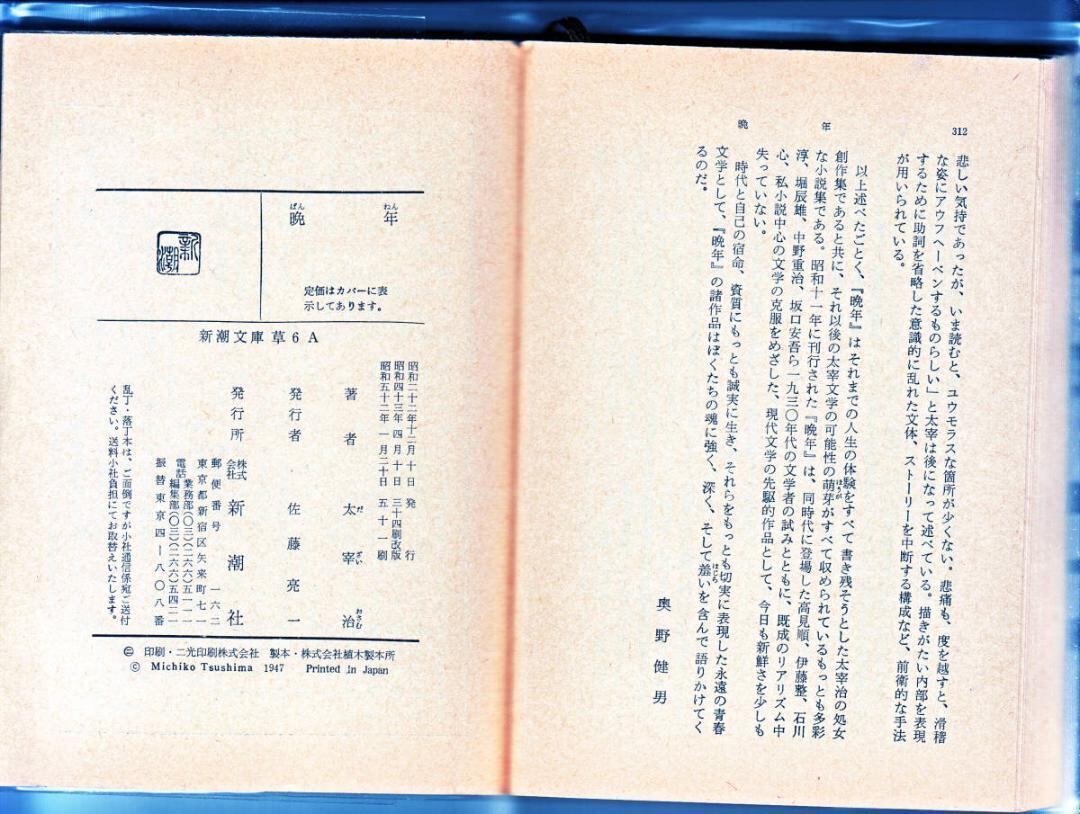 312
晩年
悲しい気持であったが、いま読むと、ユウモラスな箇所が少くない。悲痛も、度を越すと、滑稽
な姿にアウフヘーベンするものらしい」と太宰は後になって述べている。描きがたい内部を表現
するために助詞を省略した意識的に乱れた文体、ストーリーを中断する構成など、前衛的な手法
が用いられている。
以上述べたごとく、『晩年』はそれまでの人生の体験をすべて書き残そうとした太宰治の処女
創作集であると共に、それ以後の太宰文学の可能性の萌芽がすべて収められているもっとも多彩
な小説集である。昭和十一年に刊行された『晩年』は、同時代に登場した高見順、伊藤整、石川
淳、堀辰雄、中野重治、坂口安吾ら一九三〇年代の文学者の試みとともに、既成のリアリズム中
心、私小説中心の文学の克服をめざした、現代文学の先駆的作品として、今日も新鮮さを少しも
失っていない。
時代と自己の宿命、資質にもっとも誠実に生き、それらをもっとも切実に表現した永遠の青春
文学として、『晩年』の諸作品はぼくたちの魂に強く、深く、そして羞いを含んで語りかけてく
るのだ。
奥野健男
晩年
ばんねん
定価はカバーに表
示してあります。
新潮
新潮文庫草6A
昭和二十二年十二月十日発行
昭和四十三年四月十日三十四刷改版
昭和五十二年一月二十日五十一刷
著者 太宰治
だざいおさむ
発行者 佐藤亮一
発行所 株式会社 新潮社
郵便番号 一六二
東京都新宿区矢来町七一
電話 業務部(〇三)二六六)五一一一
編集部(〇三)二六六)五四二一
振替東京四―八〇八番
乱丁・落丁本は、ご面倒ですが小社通信係宛ご送付
ください。送料小社負担にてお取替えいたします。
印刷・二光印刷株式会社 製本・株式会社植木製本所
© Michiko Tsushima 1947 Printed in Japan